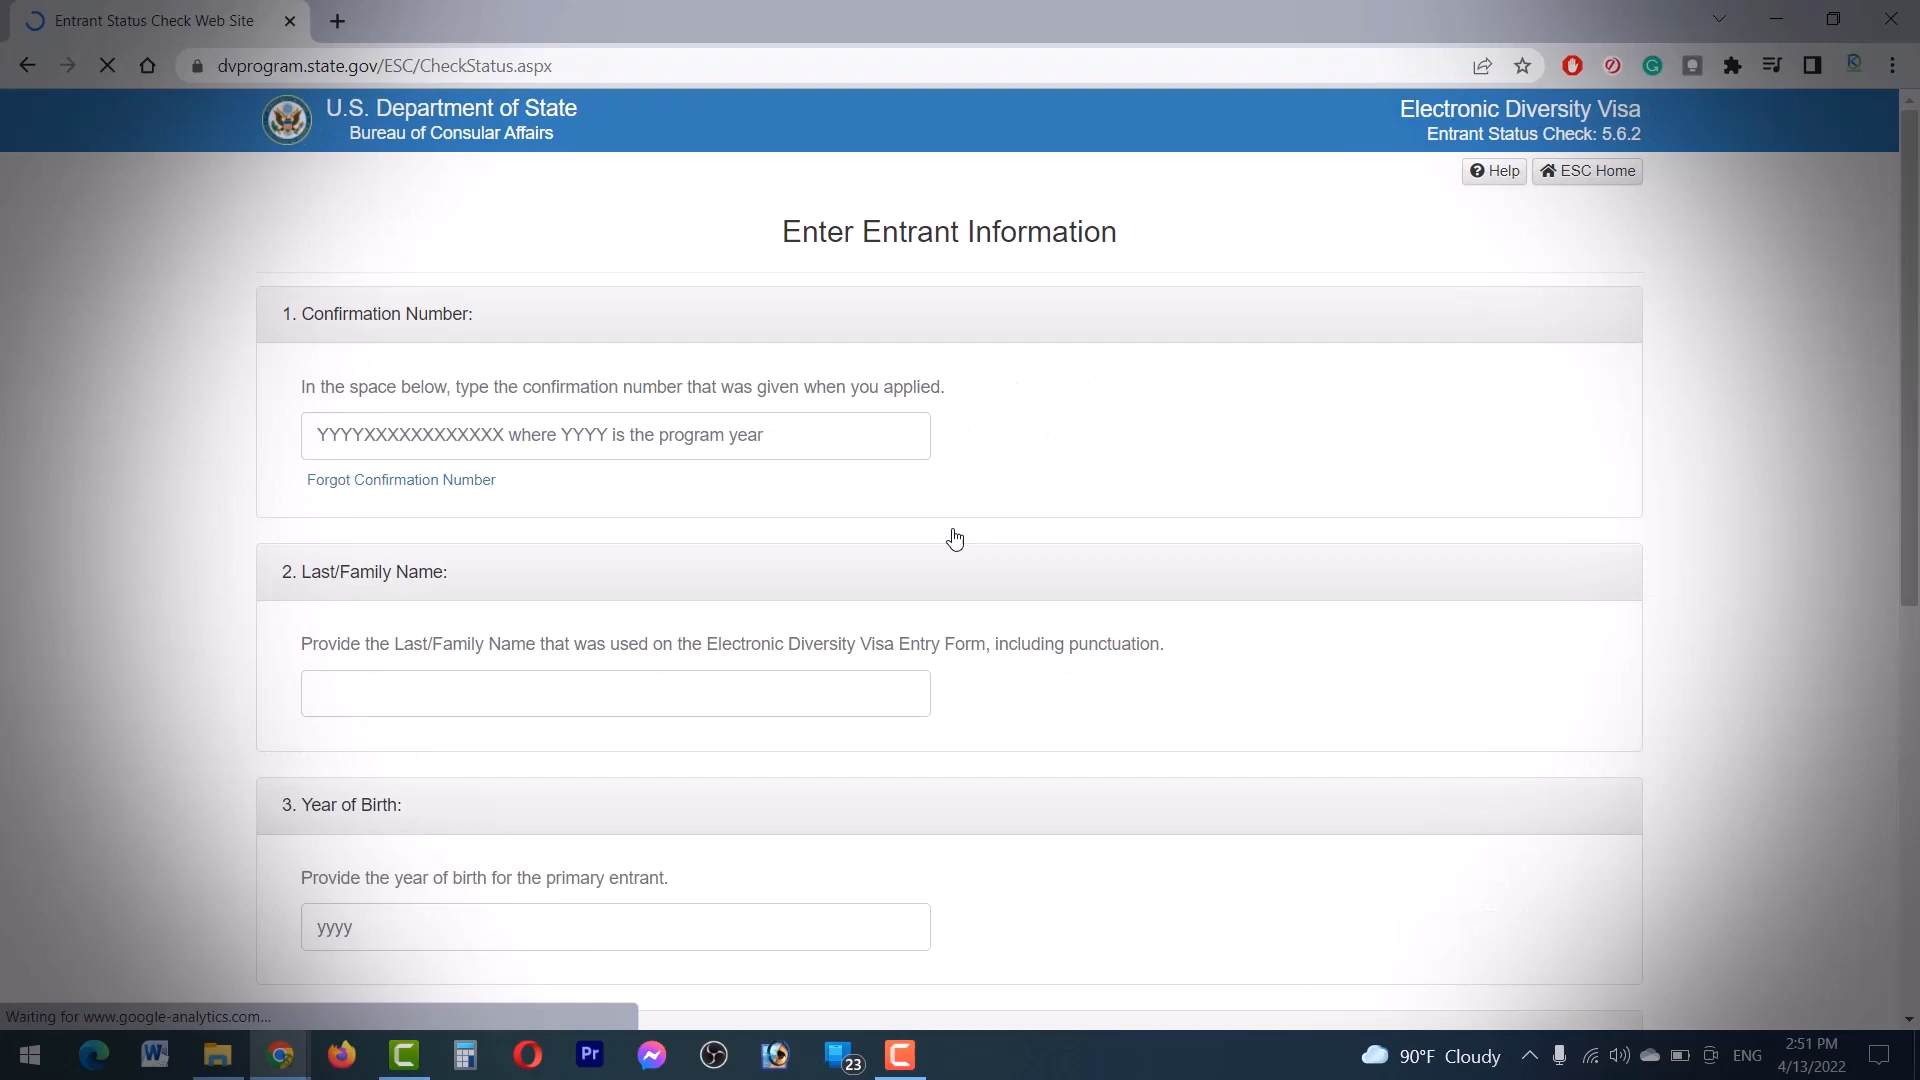 Entrant Status Check Web Site
dvprogram.state.gov/ESC/CheckStatus.aspx
U.S. Department of State
Bureau of Consular Affairs
Electronic Diversity Visa
Entrant Status Check: 5.6.2
Help
ESC Home
Enter Entrant Information
1. Confirmation Number:
In the space below, type the confirmation number that was given when you applied.
YYYYXXXXXXXXXXXX where YYYY is the program year
Forgot Confirmation Number
2. Last/Family Name:
Provide the Last/Family Name that was used on the Electronic Diversity Visa Entry Form, including punctuation.
3. Year of Birth:
Provide the year of birth for the primary entrant.
yyyy
Waiting for www.google-analytics.com...
Pr
23
90°F Cloudy
ENG
2:51 PM
4/13/2022